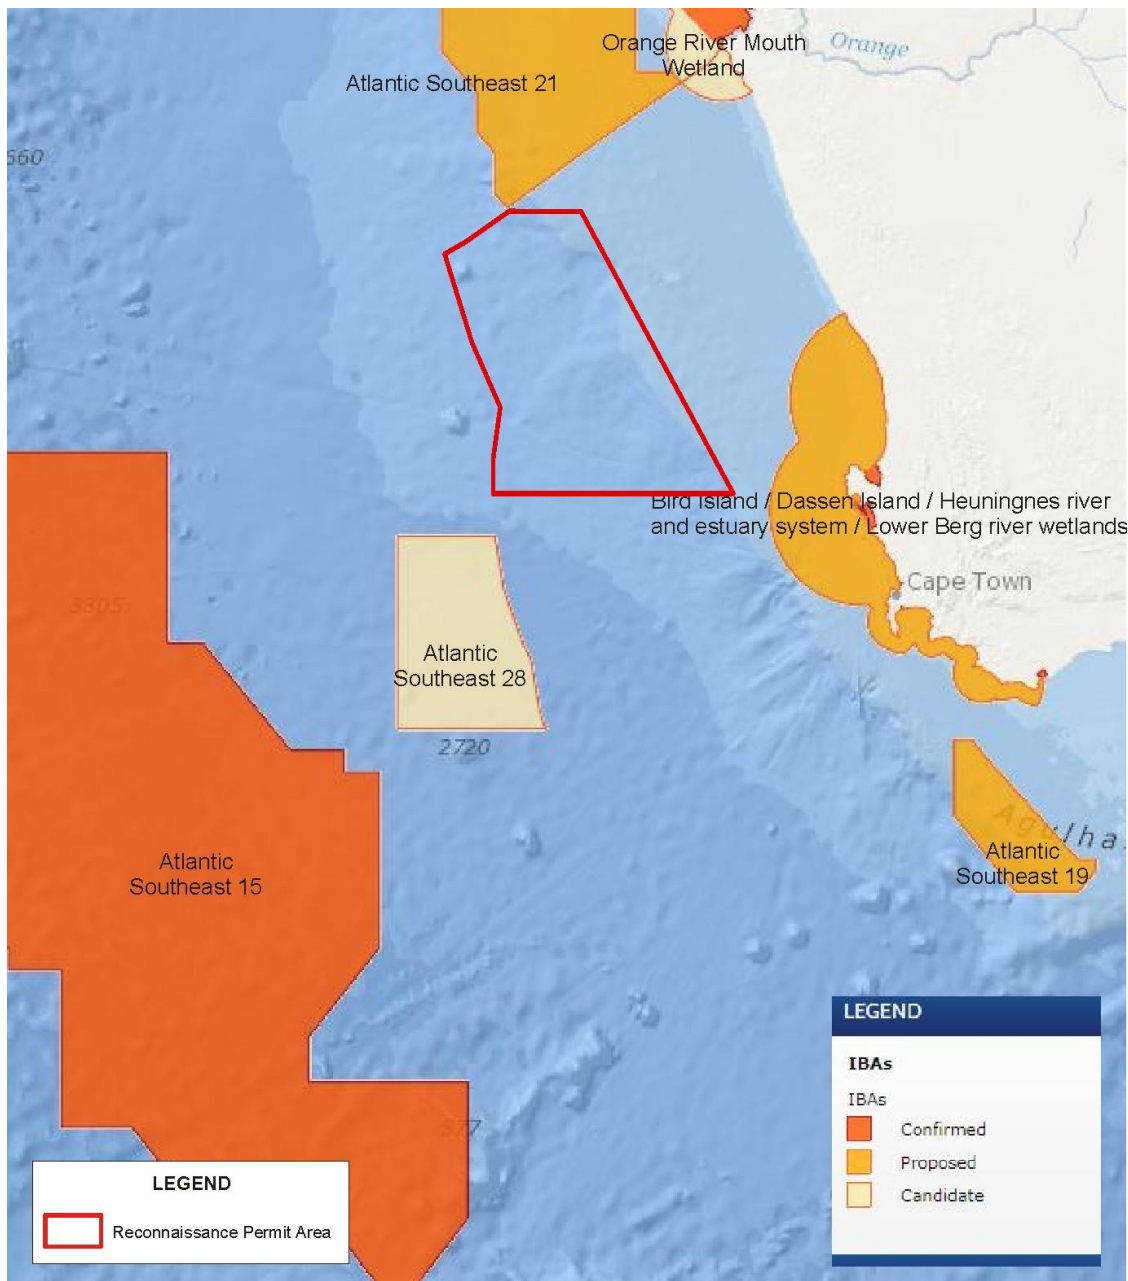 Orange River Mouth
Wetland
Orange
Atlantic Southeast 21
Bird Island / Dassen Island / Heuningnes river
and estuary system / Lower Berg river wetlands
Cape Town
3305
Atlantic
Southeast 28
2720
Agulha
Atlantic
Southeast 19
Atlantic
Southeast 15
LEGEND
IBAs
IBAs
Confirmed
Proposed
Candidate
LEGEND
Reconnaissance Permit Area